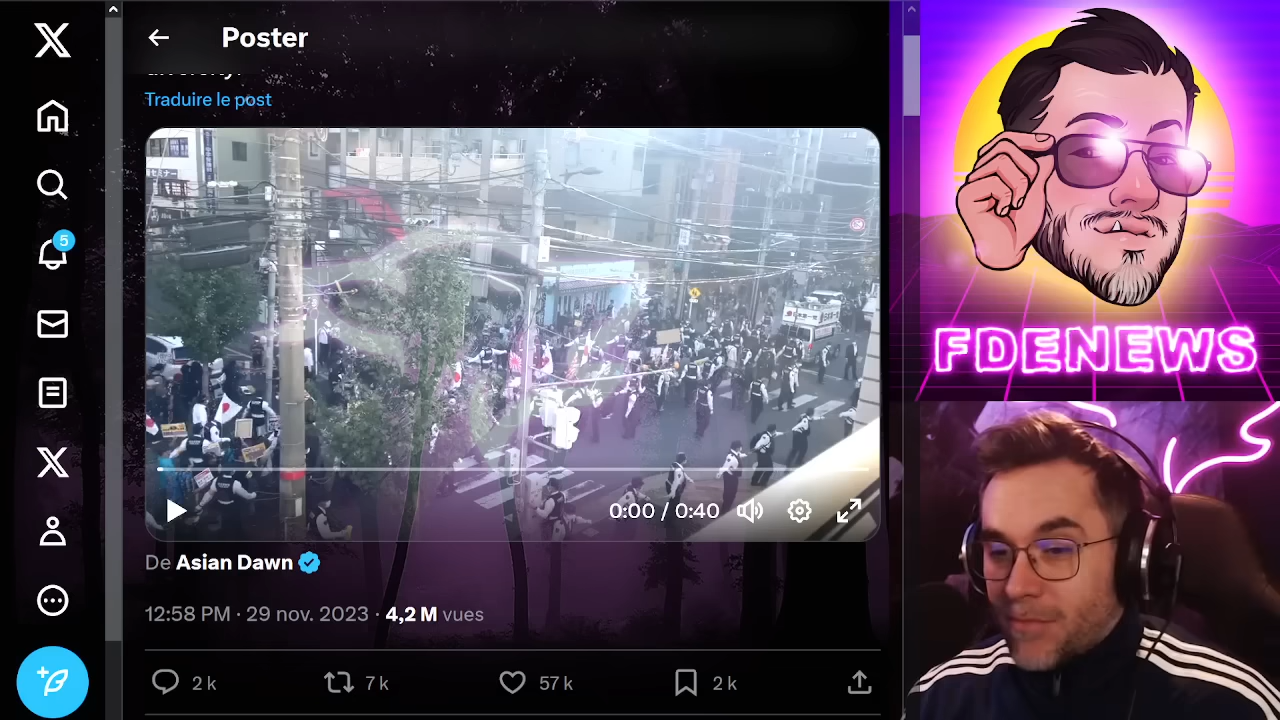 Poster
Traduire le post
5
0:00 / 0:40
De Asian Dawn
12:58 PM · 29 nov. 2023 · 4,2 M vues
2 k
7 k
57 k
2 k
FDENEWS